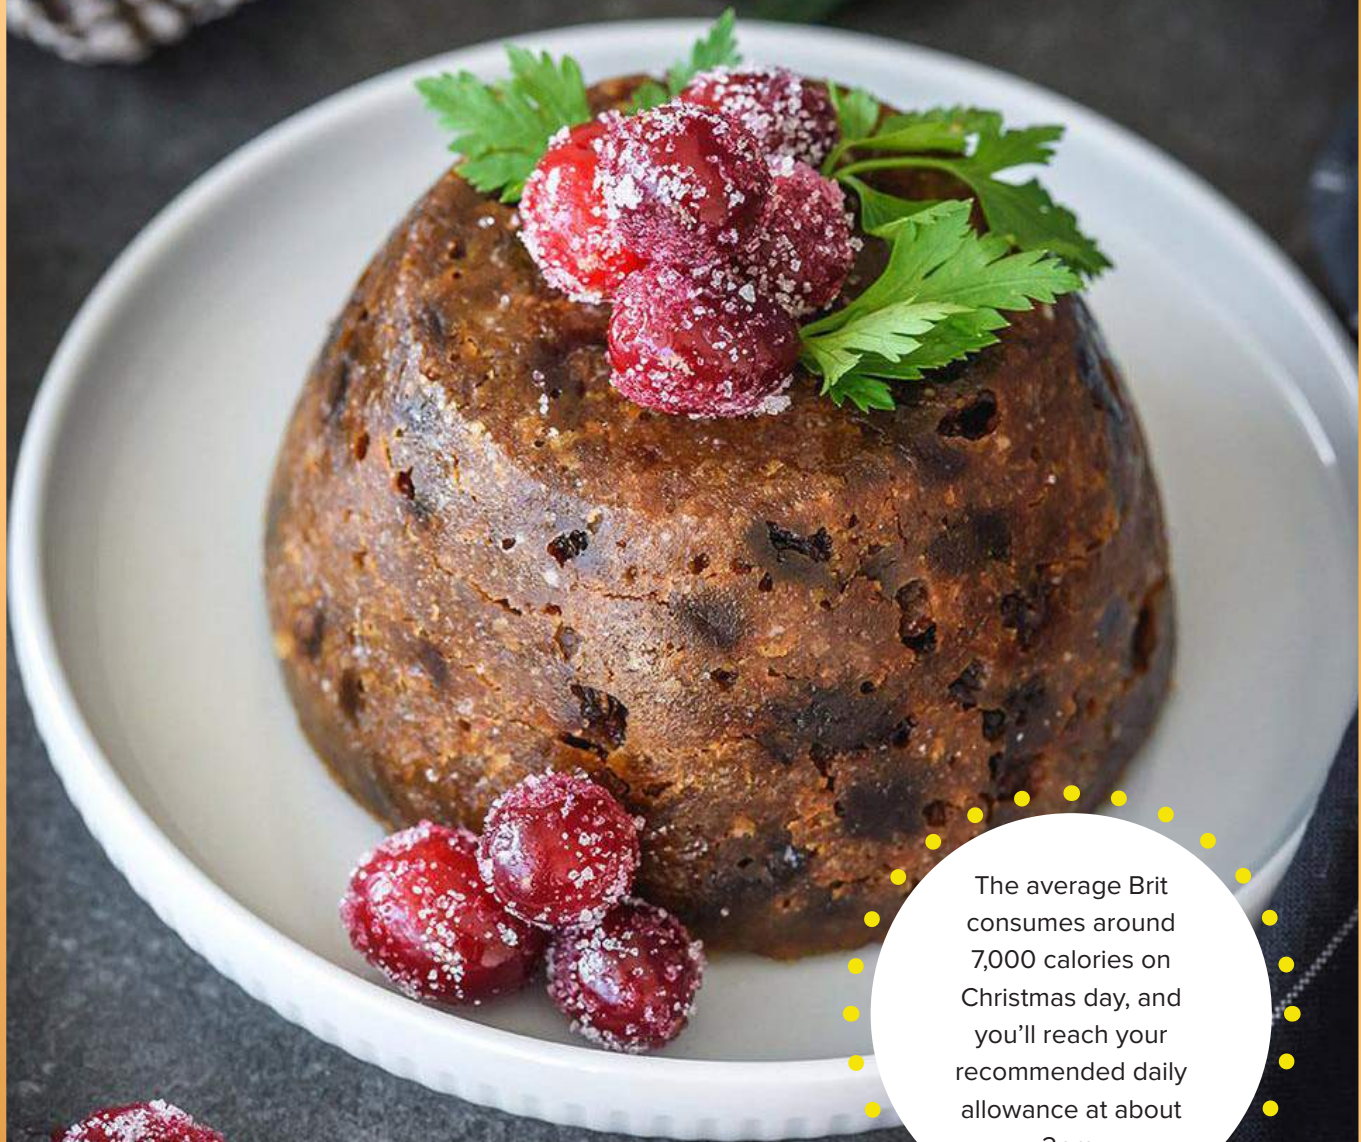 The average Brit
consumes around
7,000 calories on
Christmas day, and
you’ll reach your
recommended daily
allowance at about